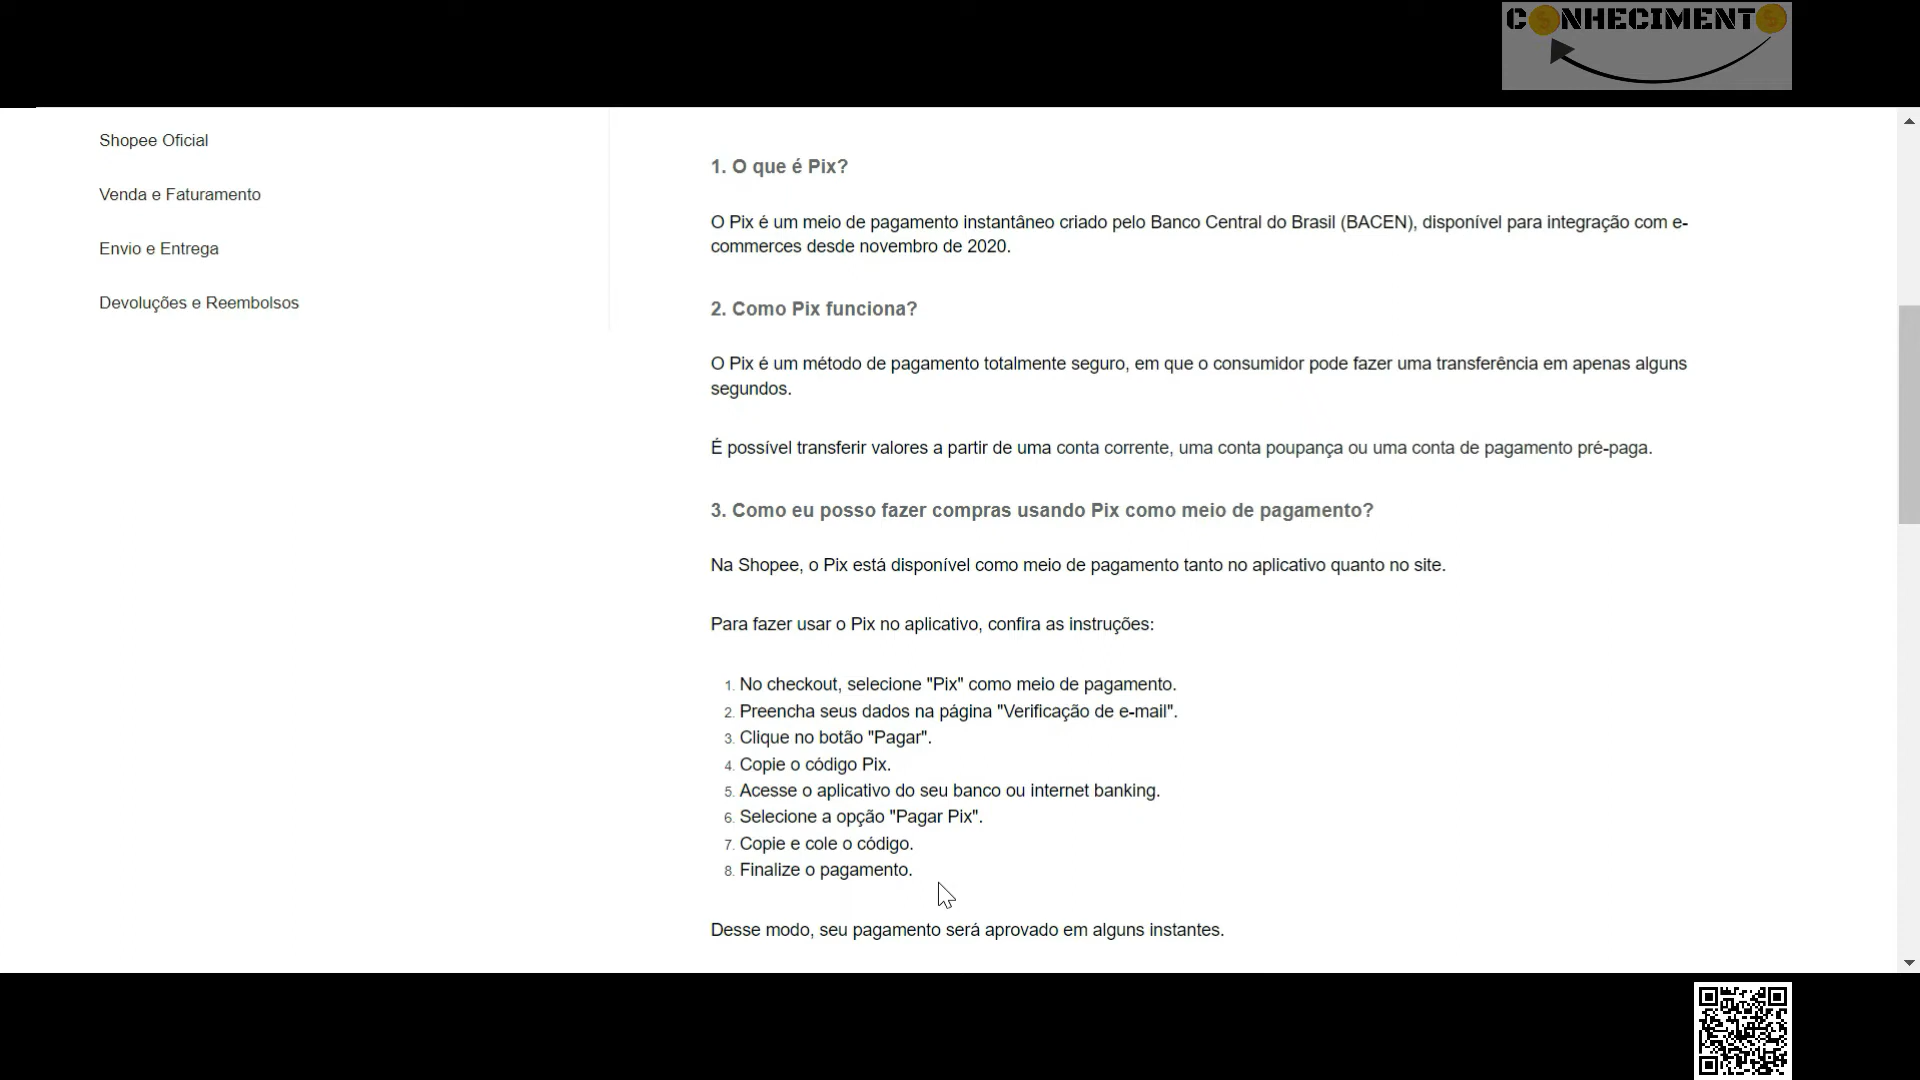 CONHECIMENTO
Shopee Oficial
Venda e Faturamento
Envio e Entrega
Devoluções e Reembolsos
1. O que é Pix?
O Pix é um meio de pagamento instantâneo criado pelo Banco Central do Brasil (BACEN), disponível para integração com e-
commerces desde novembro de 2020.
2. Como Pix funciona?
O Pix é um método de pagamento totalmente seguro, em que o consumidor pode fazer uma transferência em apenas alguns
segundos.
É possível transferir valores a partir de uma conta corrente, uma conta poupança ou uma conta de pagamento pré-paga.
3. Como eu posso fazer compras usando Pix como meio de pagamento?
Na Shopee, o Pix está disponível como meio de pagamento tanto no aplicativo quanto no site.
Para fazer usar o Pix no aplicativo, confira as instruções:
1. No checkout, selecione "Pix" como meio de pagamento.
2. Preencha seus dados na página "Verificação de e-mail".
3. Clique no botão "Pagar".
4. Copie o código Pix.
5. Acesse o aplicativo do seu banco ou internet banking.
6. Selecione a opção "Pagar Pix".
7. Copie e cole o código.
8. Finalize o pagamento.
Desse modo, seu pagamento será aprovado em alguns instantes.